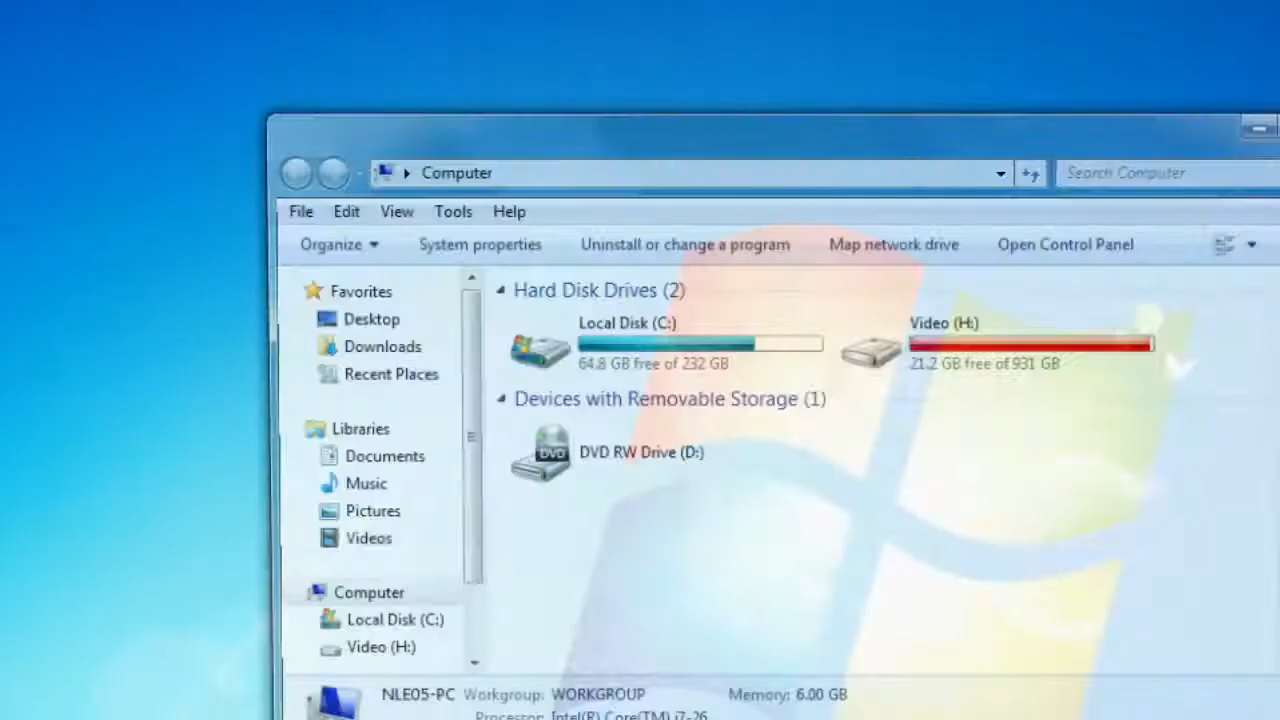 Computer
Search Computer
File Edit View Tools Help
Organize System properties Uninstall or change a program Map network drive Open Control Panel
Favorites
Desktop
Downloads
Recent Places
Libraries
Documents
Music
Pictures
Videos
Computer
Local Disk (C:)
Video (H:)
Hard Disk Drives (2)
Local Disk (C:)
64.8 GB free of 232 GB
Video (H:)
21.2 GB free of 931 GB
Devices with Removable Storage (1)
DVD
DVD RW Drive (D:)
NLE05-PC Workgroup: WORKGROUP Memory: 6.00 GB
Processor: Intel(R) Core(TM) i7-26